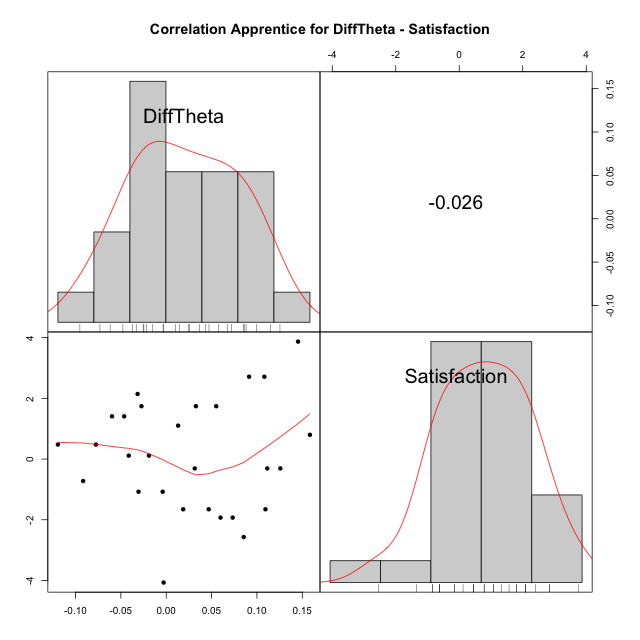 Correlation Apprentice for DiffTheta - Satisfaction
-4 -2 0 2 4
DiffTheta
-0.026
0.15
0.10
0.05
0.00
-0.05
-0.10
4
2
0
-2
-4
Satisfaction
-0.10 -0.05 0.00 0.05 0.10 0.15